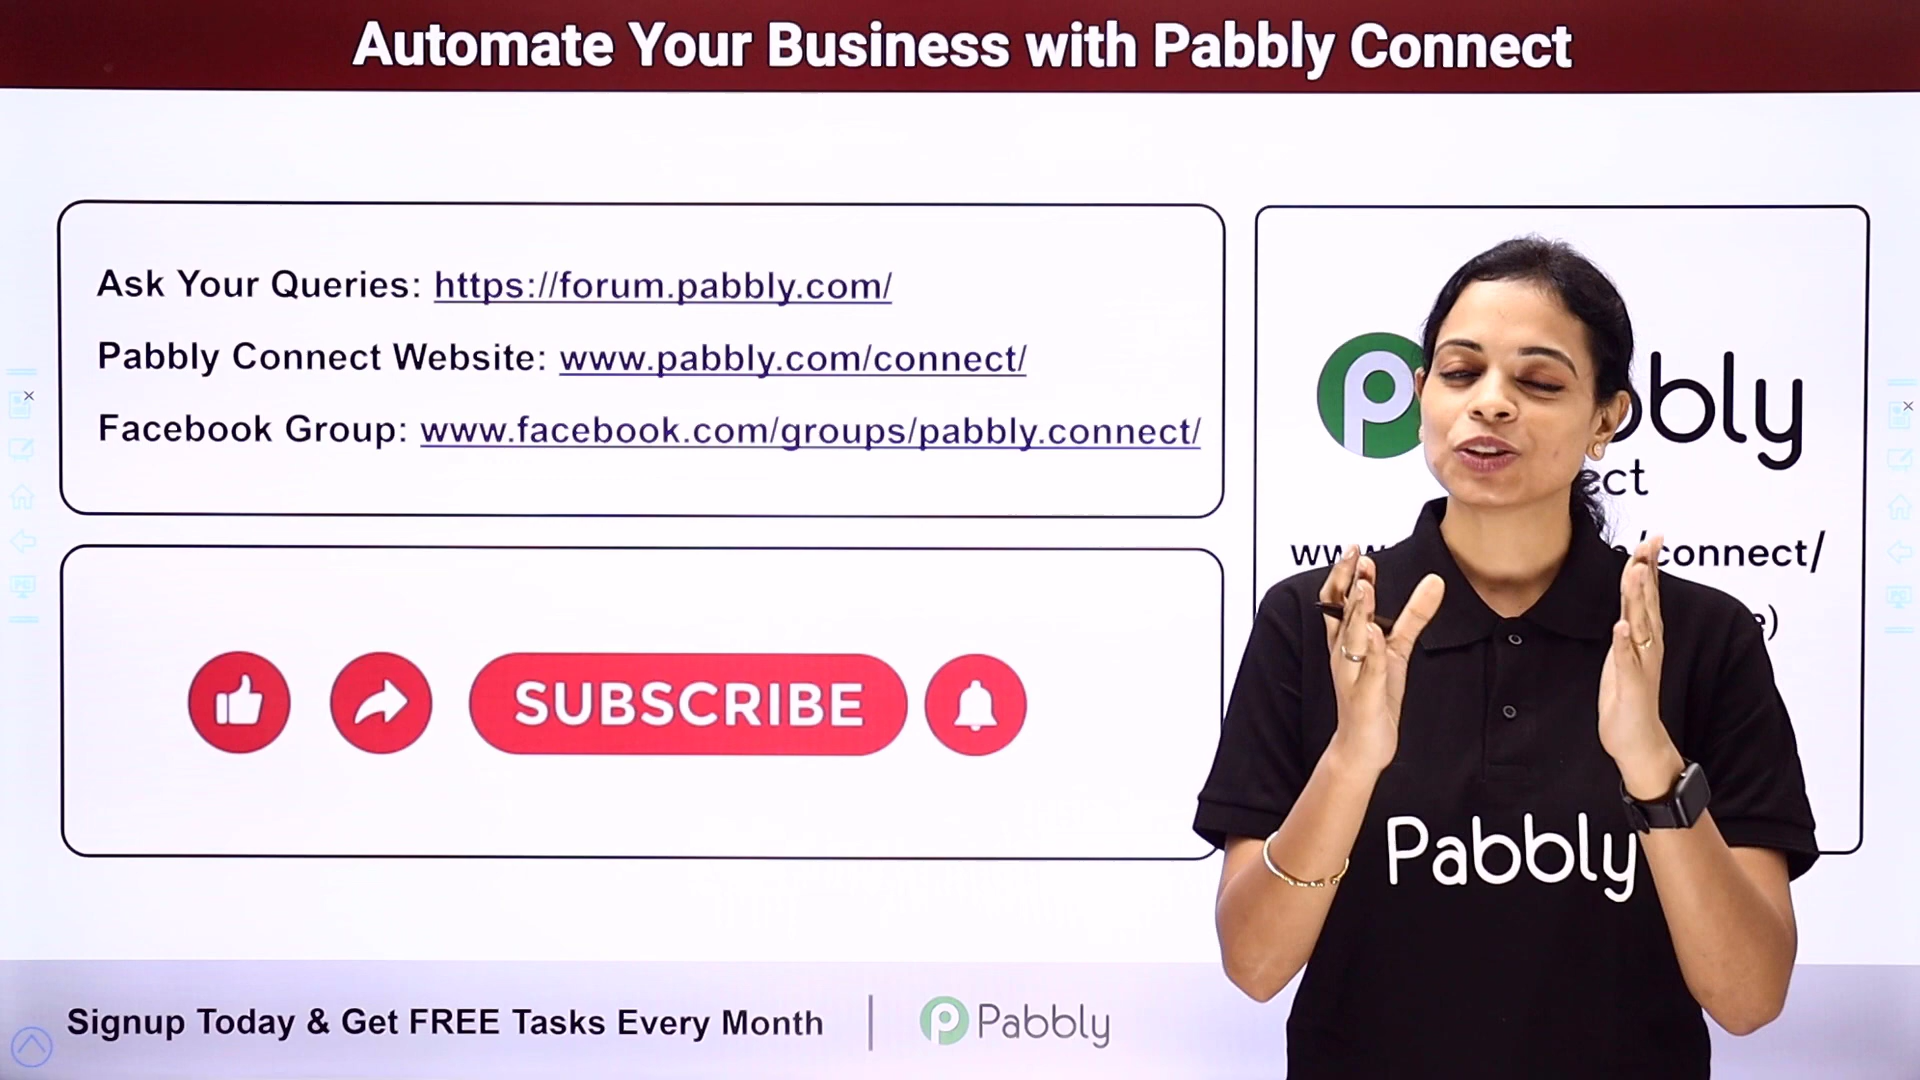 Automate Your Business with Pabbly Connect
Ask Your Queries: https://forum.pabbly.com/
Pabbly Connect Website: www.pabbly.com/connect/
Facebook Group: www.facebook.com/groups/pabbly.connect/
SUBSCRIBE
connect/
Pabbly
Signup Today & Get FREE Tasks Every Month
Pabbly